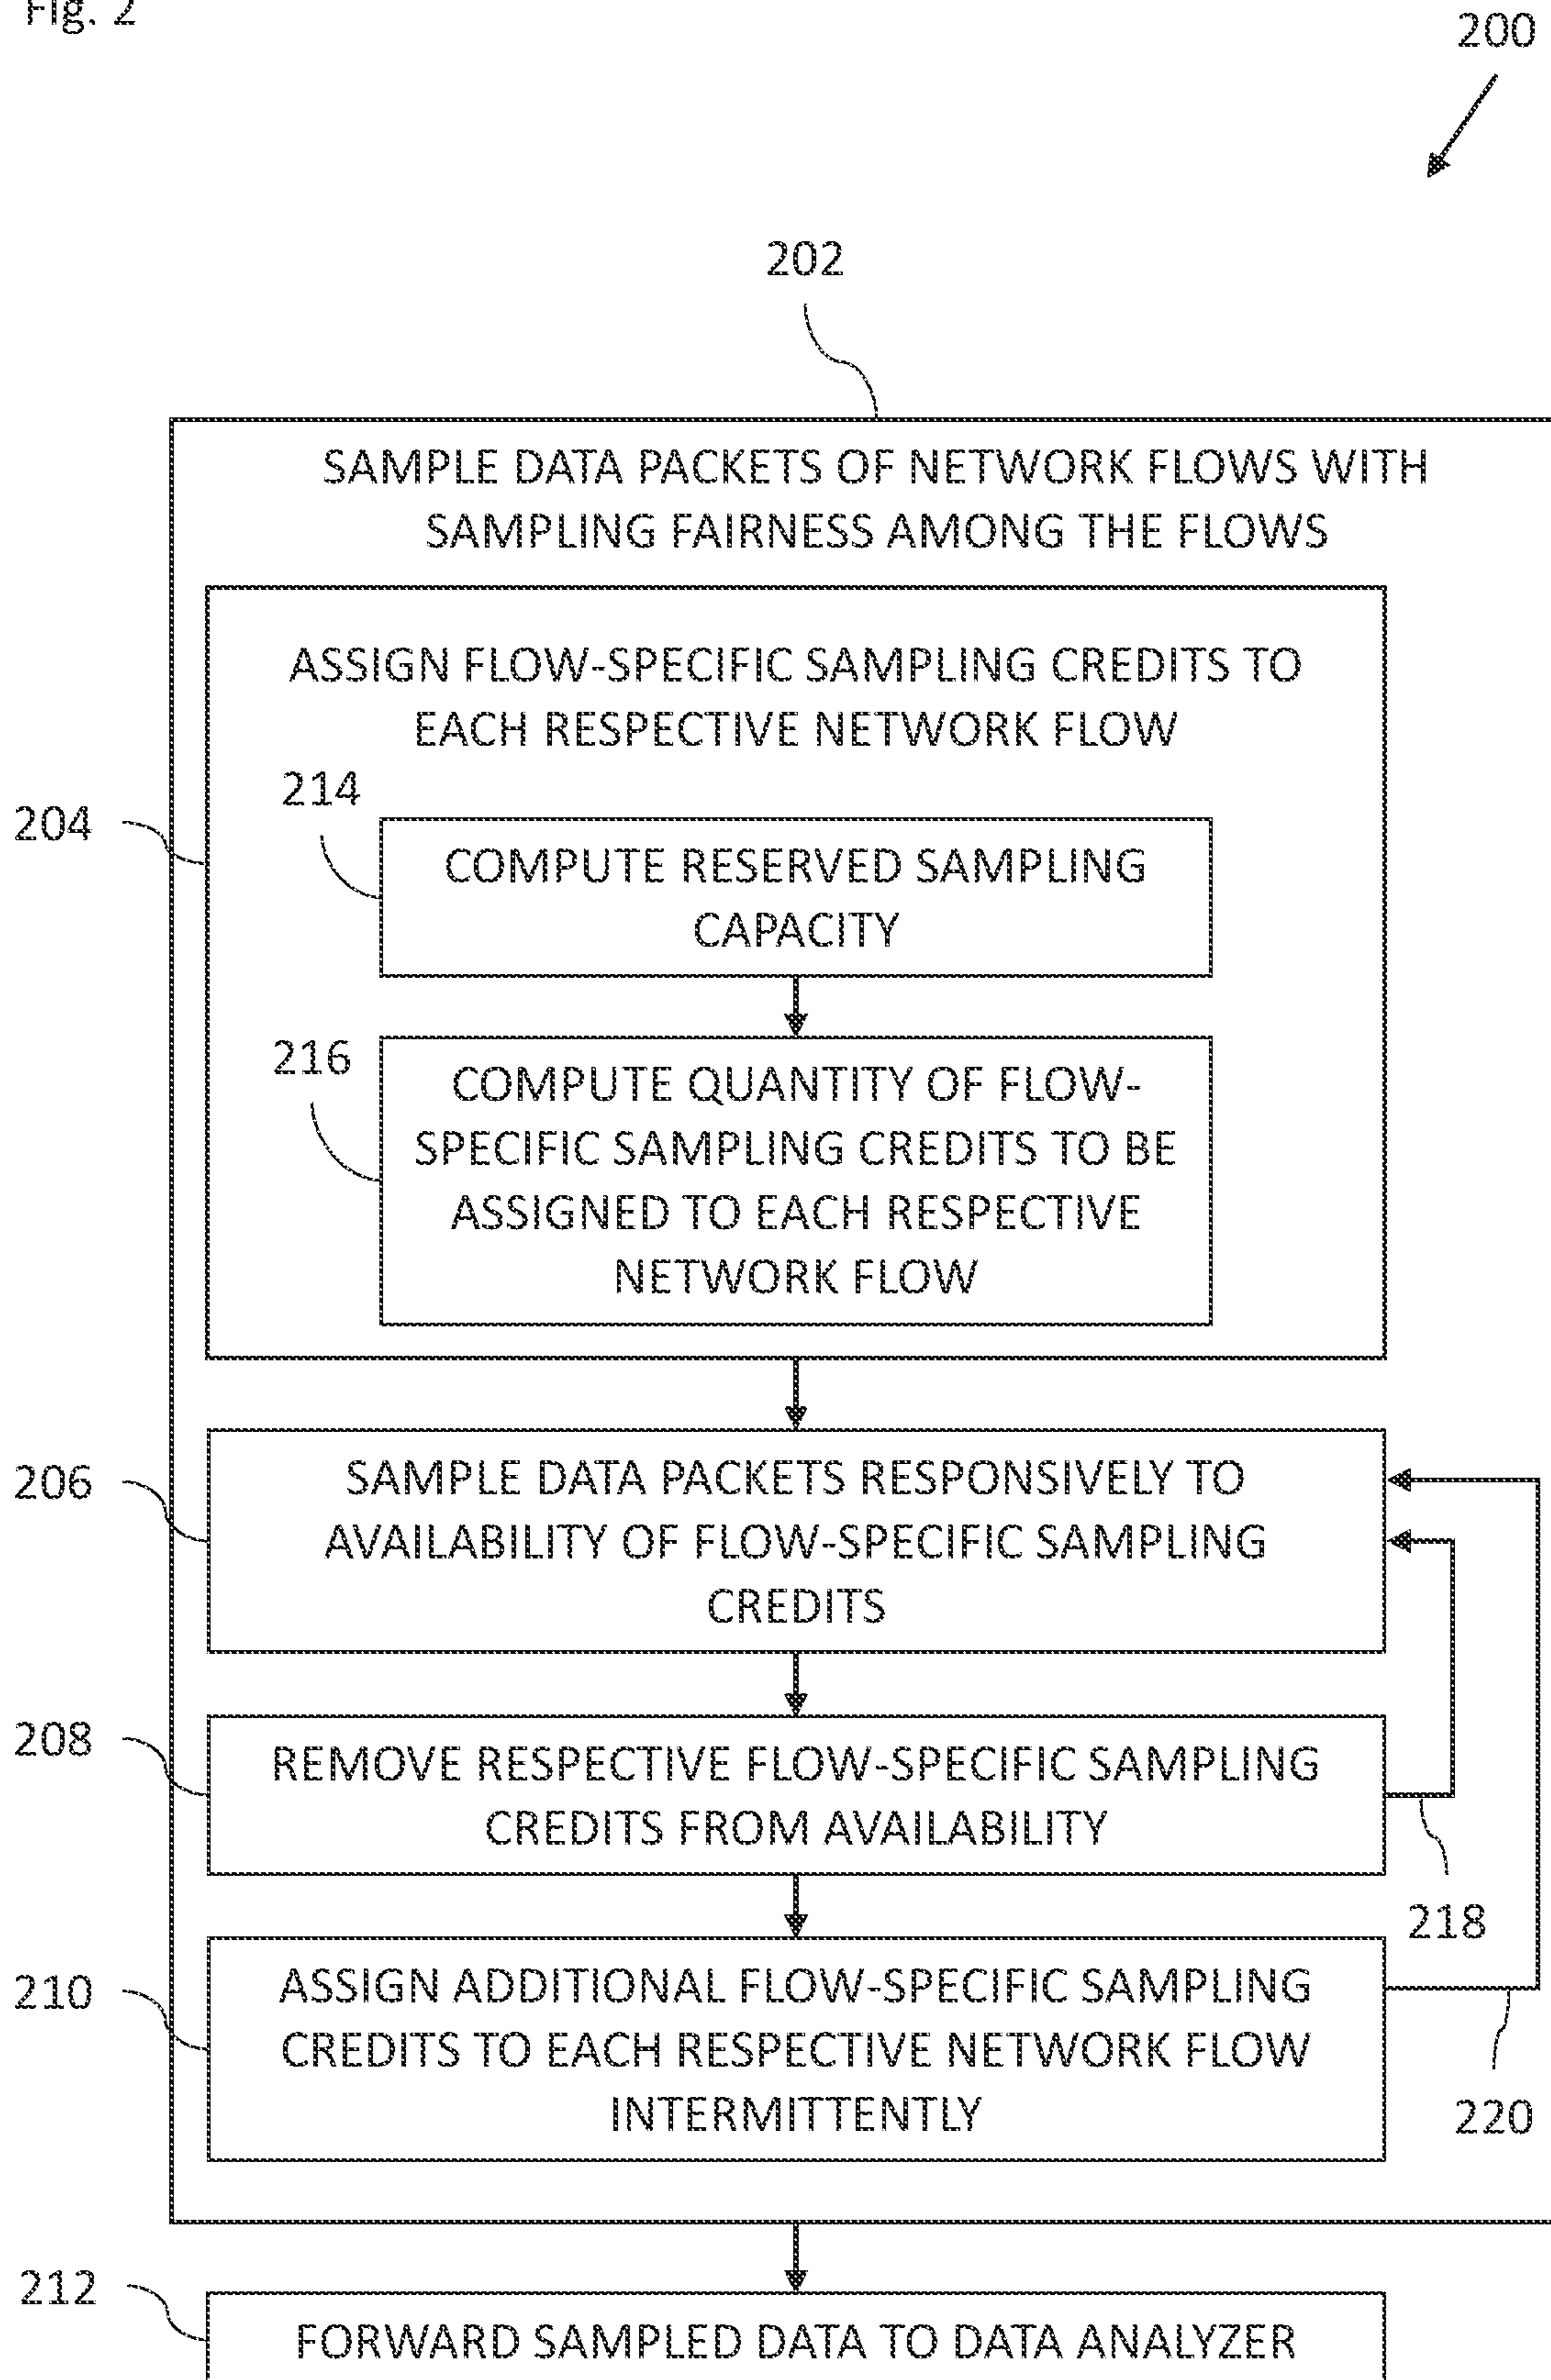 Fig. 2
200
202
SAMPLE DATA PACKETS OF NETWORK FLOWS WITH
SAMPLING FAIRNESS AMONG THE FLOWS
ASSIGN FLOW-SPECIFIC SAMPLING CREDITS TO
EACH RESPECTIVE NETWORK FLOW
214
204
COMPUTE RESERVED SAMPLING
CAPACITY
216
COMPUTE QUANTITY OF FLOW-
SPECIFIC SAMPLING CREDITS TO BE
ASSIGNED TO EACH RESPECTIVE
NETWORK FLOW
206
SAMPLE DATA PACKETS RESPONSIVELY TO
AVAILABILITY OF FLOW-SPECIFIC SAMPLING
CREDITS
208
REMOVE RESPECTIVE FLOW-SPECIFIC SAMPLING
CREDITS FROM AVAILABILITY
218
210
ASSIGN ADDITIONAL FLOW-SPECIFIC SAMPLING
CREDITS TO EACH RESPECTIVE NETWORK FLOW
INTERMITTENTLY
220
212
FORWARD SAMPLED DATA TO DATA ANALYZER